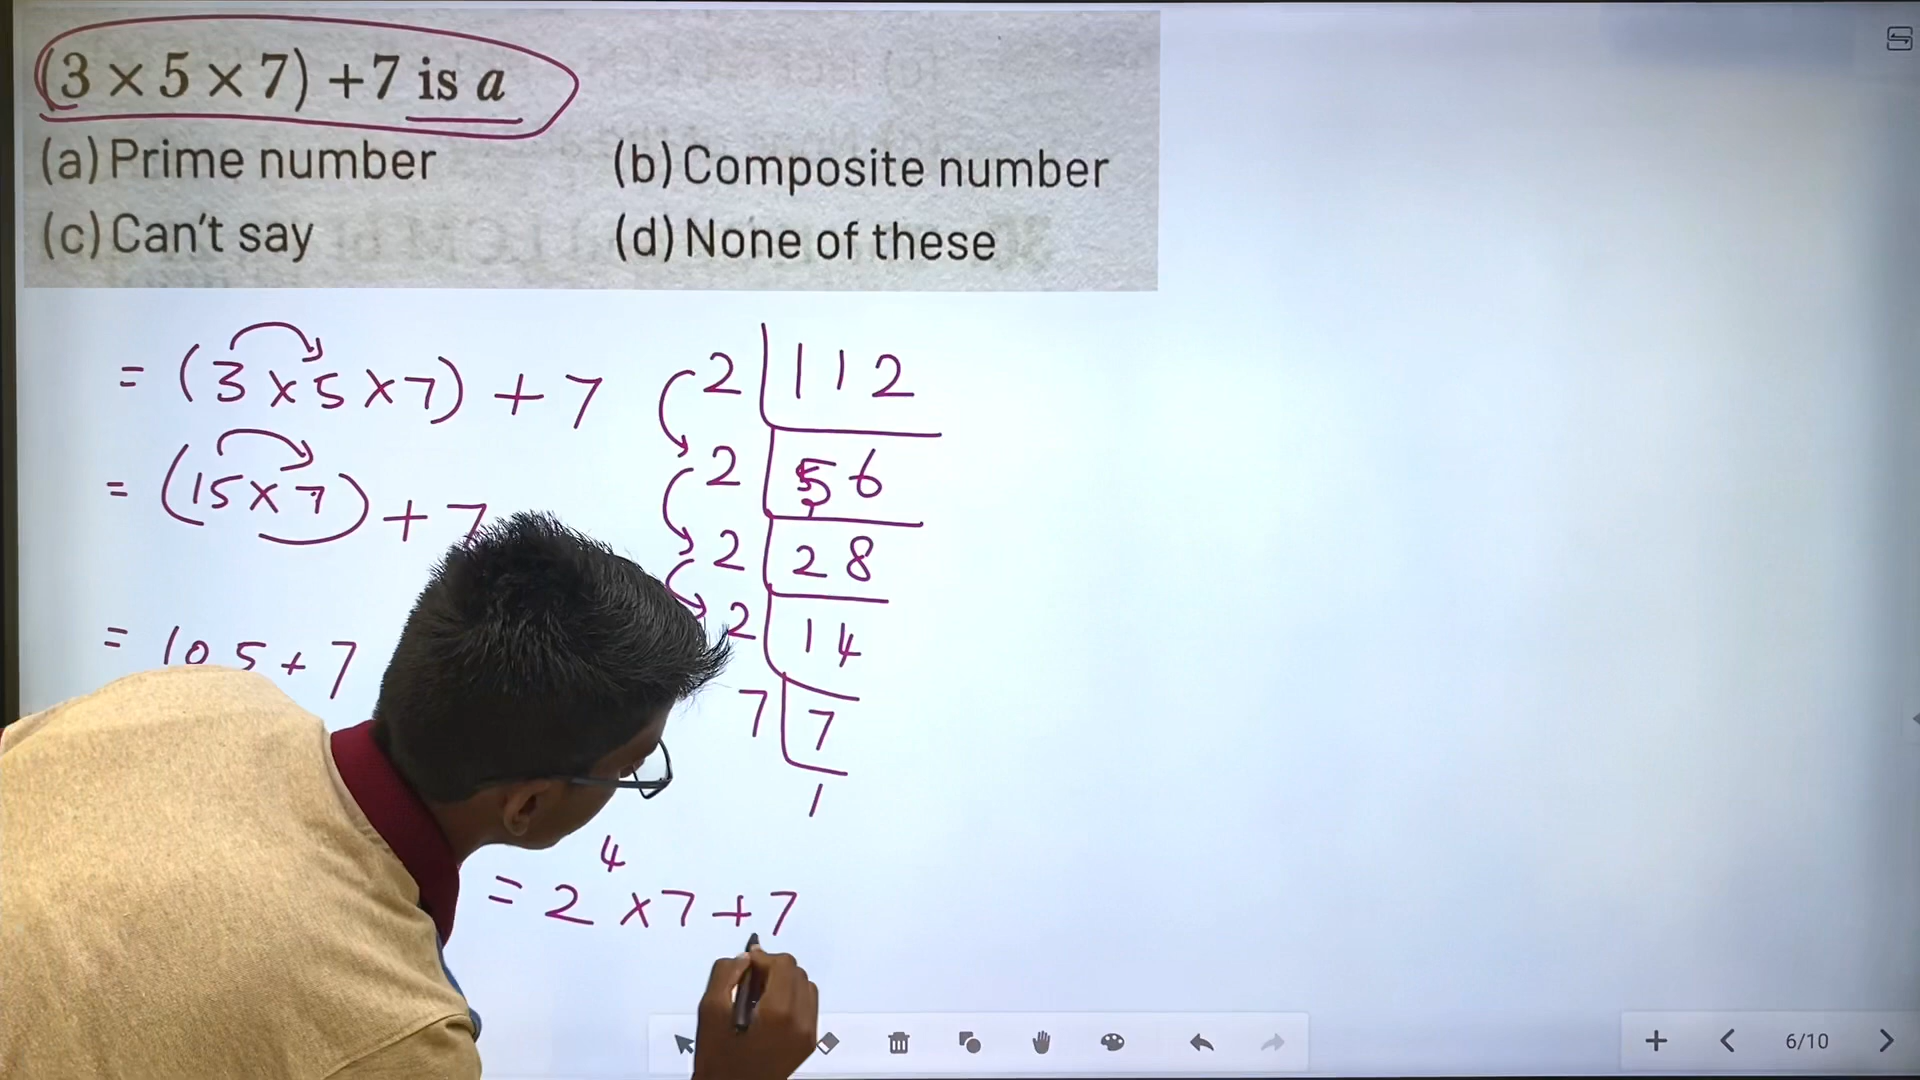 (3 × 5 × 7) + 7 is a
(a) Prime number (b) Composite number
(c) Can't say (d) None of these
= (3 × 5 × 7) + 7
= (15 × 7) + 7
= 105 + 7
2 | 112
2 | 56
2 | 28
2 | 14
7 | 7
1
= 2⁴ × 7 + 7
6/10